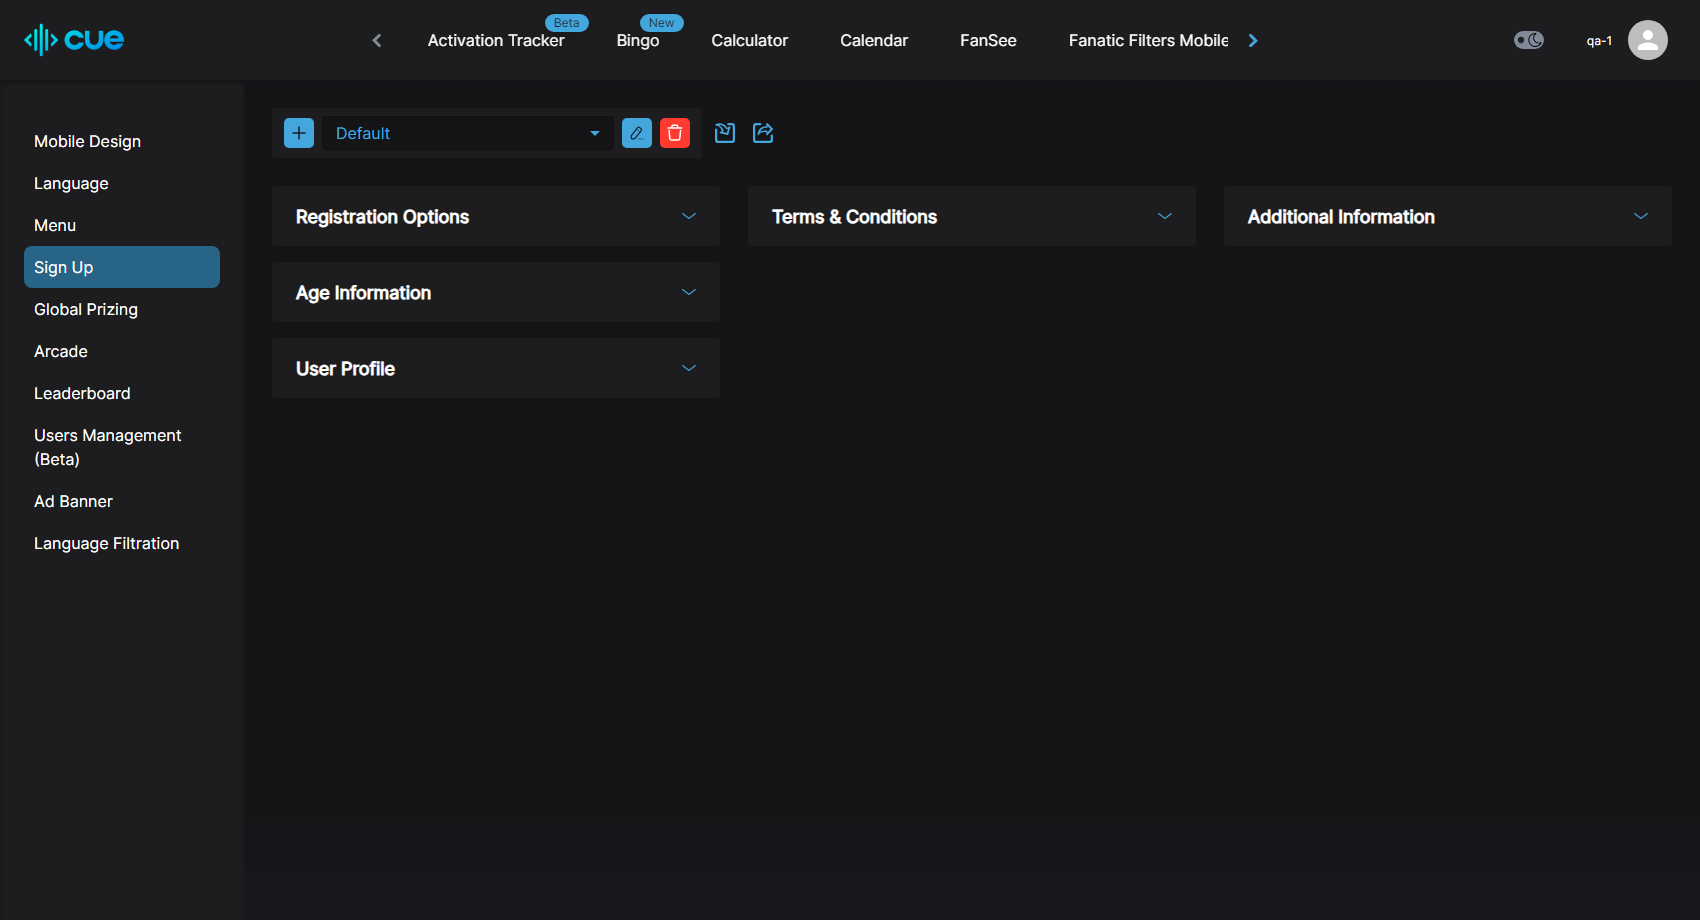 cue
Activation Tracker
Beta
Bingo
New
Calculator
Calendar
FanSee
Fanatic Filters Mobile
qa-1
Mobile Design
Language
Menu
Sign Up
Global Prizing
Arcade
Leaderboard
Users Management
(Beta)
Ad Banner
Language Filtration
Default
Registration Options
Terms & Conditions
Additional Information
Age Information
User Profile